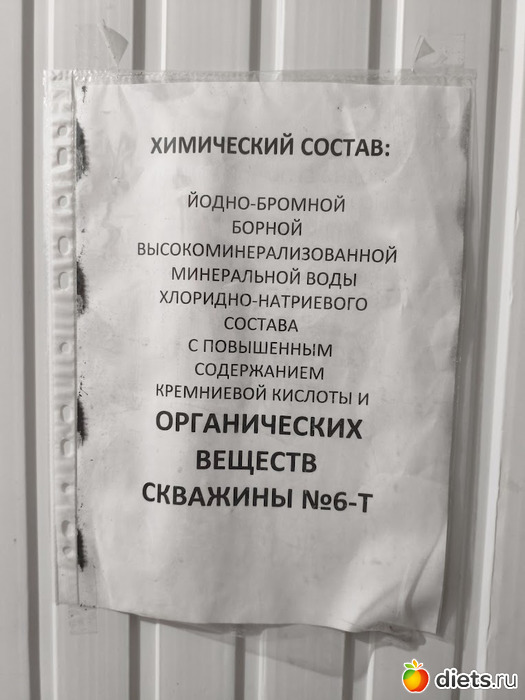 ХИМИЧЕСКИЙ СОСТАВ:
ЙОДНО-БРОМНОЙ
БОРНОЙ
ВЫСОКОМИНЕРАЛИЗОВАННОЙ
МИНЕРАЛЬНОЙ ВОДЫ
ХЛОРИДНО-НАТРИЕВОГО
СОСТАВА
С ПОВЫШЕННЫМ
СОДЕРЖАНИЕМ
КРЕМНИЕВОЙ КИСЛОТЫ И
ОРГАНИЧЕСКИХ
ВЕЩЕСТВ
СКВАЖИНЫ №6-Т
diets.ru